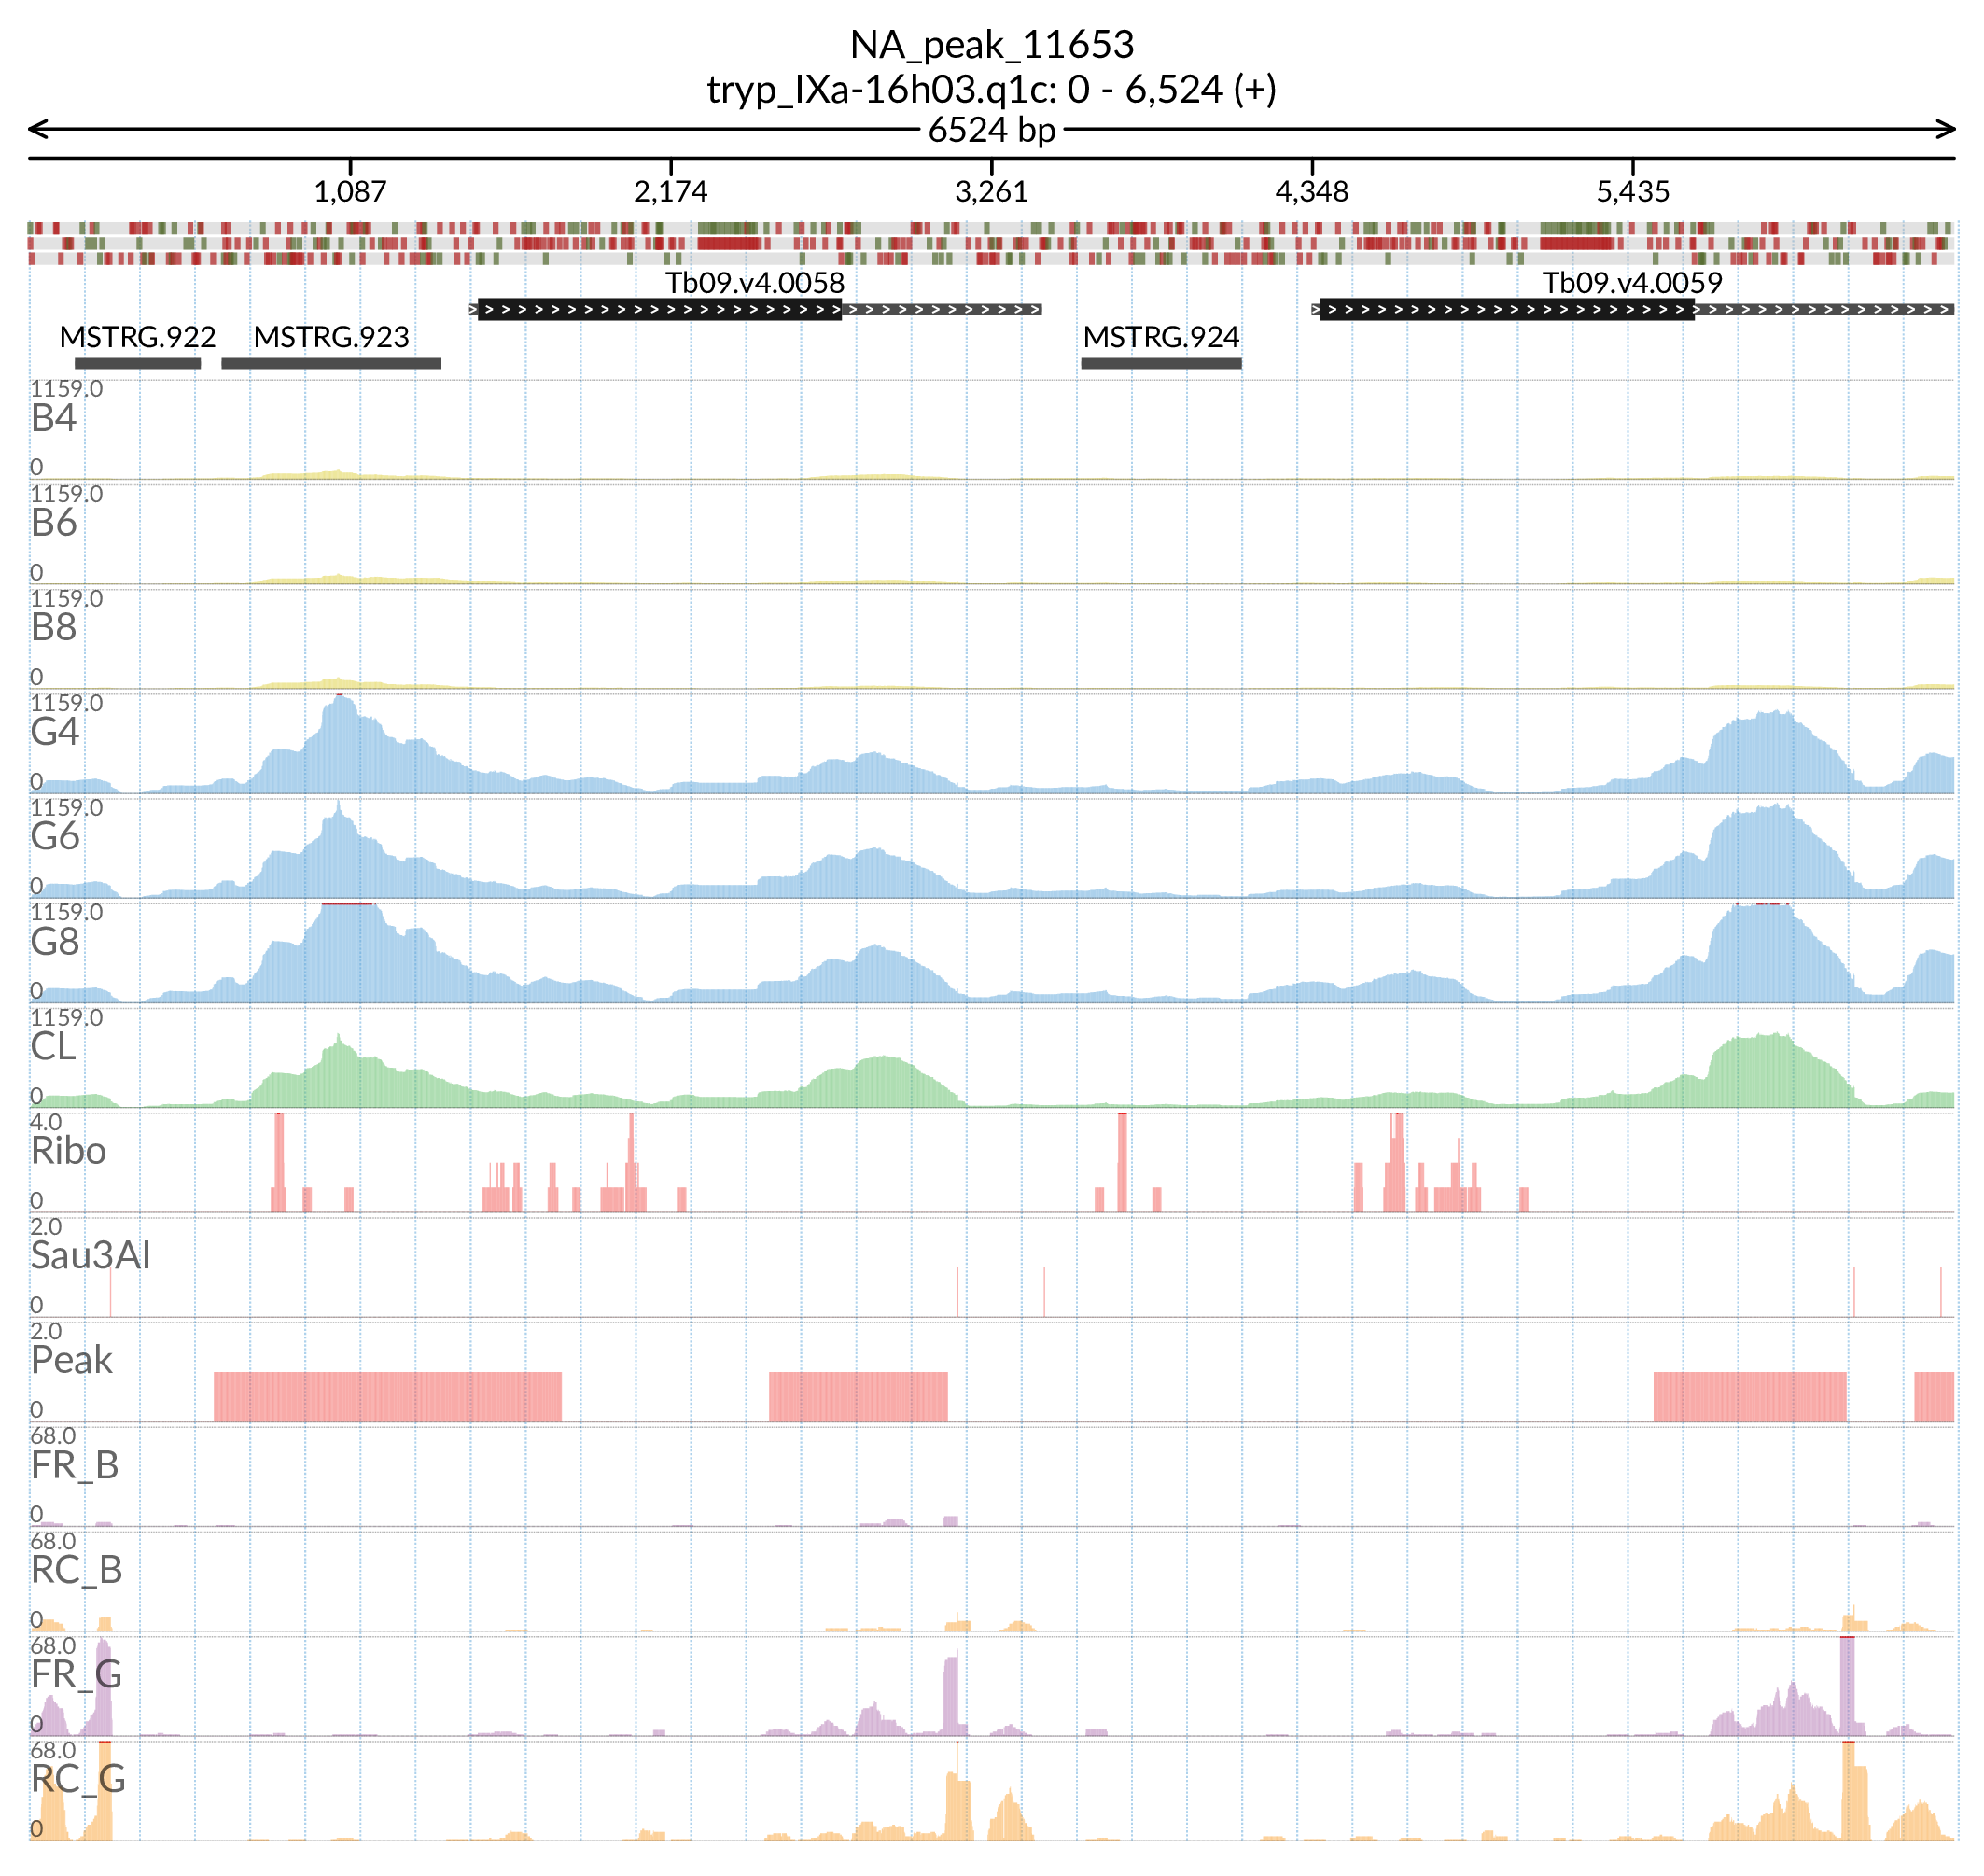 NA_peak_11653
tryp_IXa-16h03.q1c: 0 - 6,524 (+)
6524 bp
1,087 2,174 3,261 4,348 5,435
Tb09.v4.0058 Tb09.v4.0059
MSTRG.922 MSTRG.923 MSTRG.924
1159.0
B4
0
1159.0
B6
0
1159.0
B8
0
1159.0
G4
0
1159.0
G6
0
1159.0
G8
0
1159.0
CL
0
4.0
Ribo
0
2.0
Sau3AI
0
2.0
Peak
0
68.0
FR_B
0
68.0
RC_B
0
68.0
FR_G
0
68.0
RC_G
0